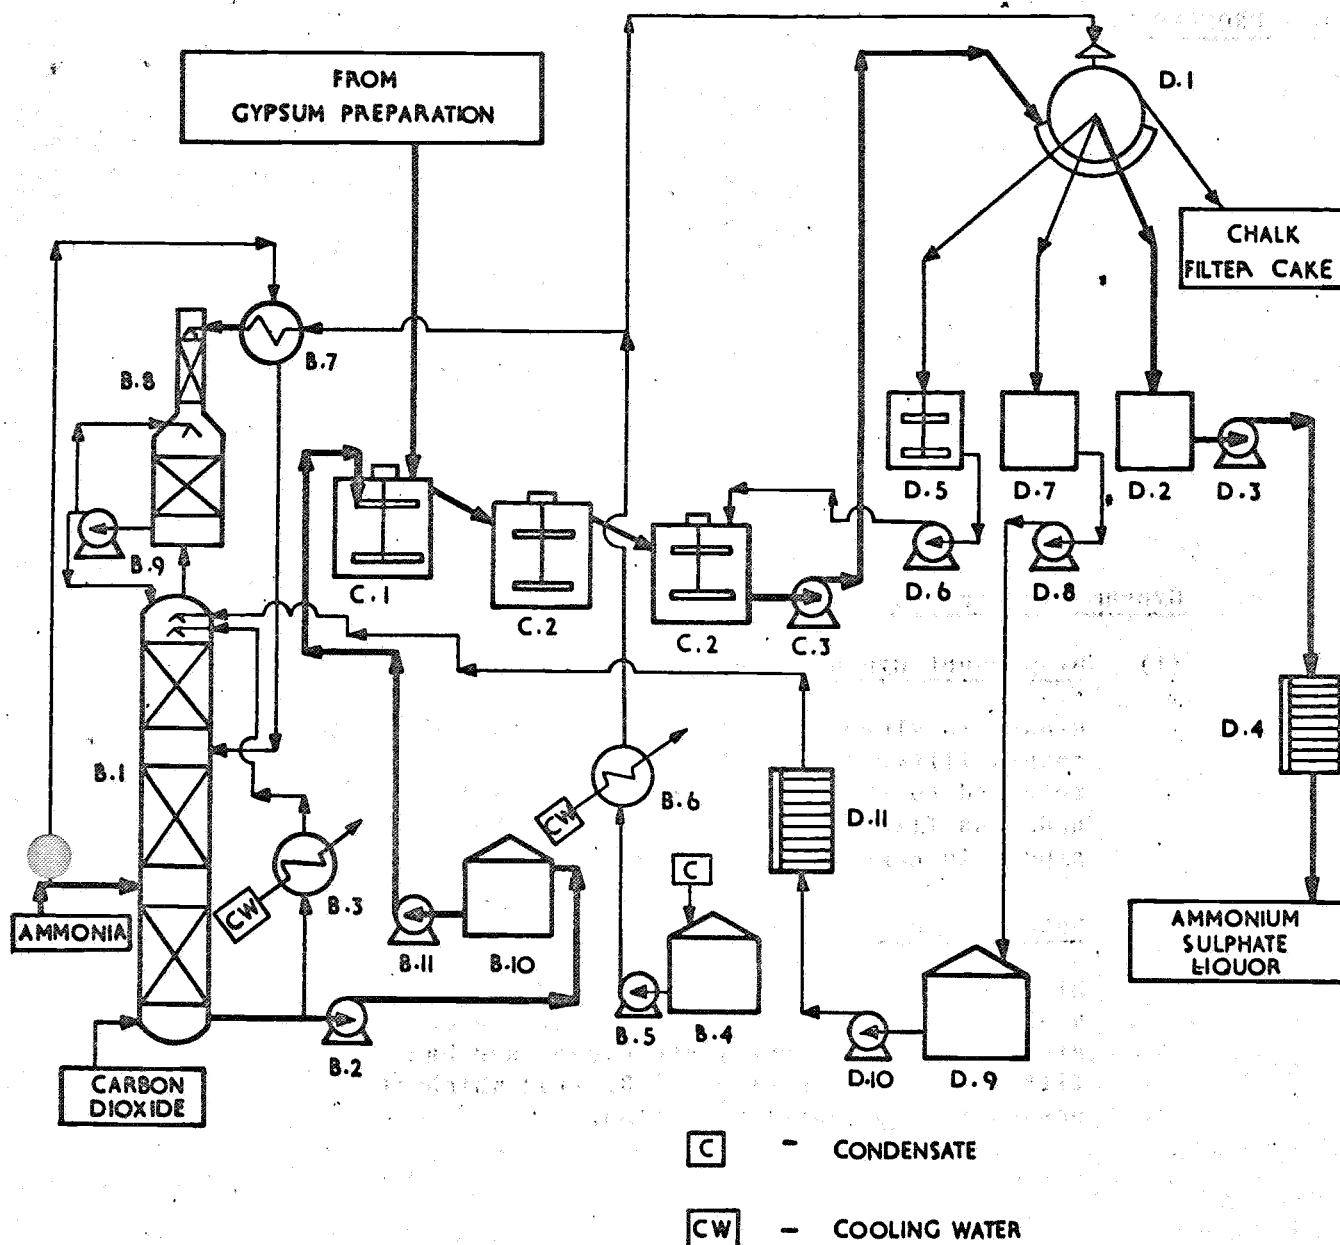 FROM
GYPSUM PREPARATION
D.1
CHALK
FILTER CAKE
B.7
B.8
B.9
C.1
C.2
C.2
C.3
D.5
D.7
D.2
D.3
D.6
D.8
D.4
B.1
B.3
CW
AMMONIA
CARBON
DIOXIDE
B.2
B.11
B.10
CW
B.6
C
B.5
B.4
D.11
D.10
D.9
AMMONIUM
SULPHATE
LIQUOR
C - CONDENSATE
CW - COOLING WATER